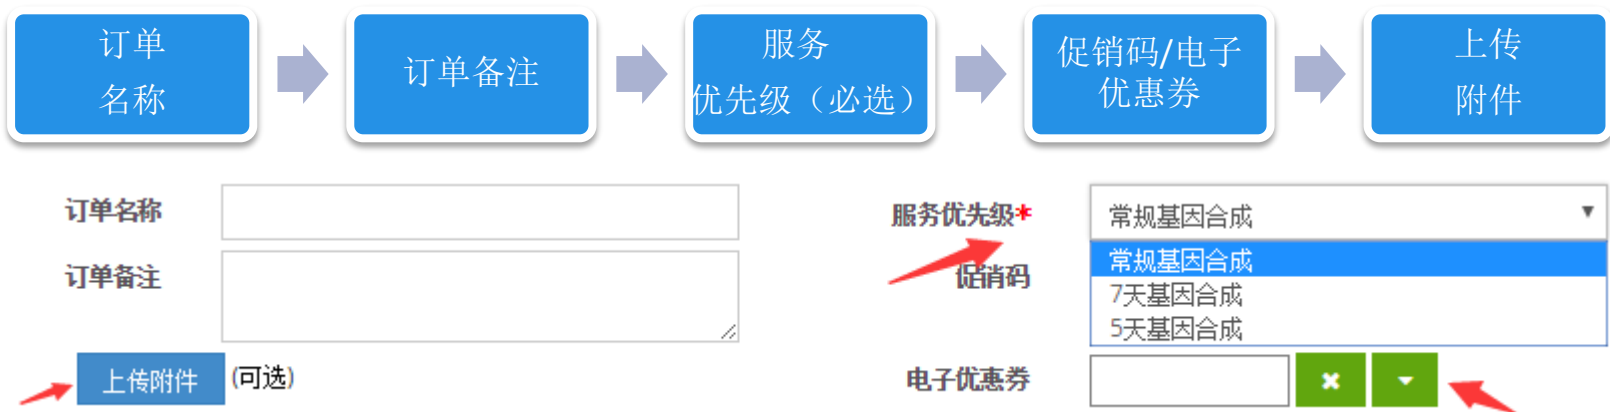 订单
名称
订单备注
服务
优先级（必选）
促销码/电子
优惠券
上传
附件
订单名称
服务优先级*
常规基因合成
订单备注
促销码
常规基因合成
7天基因合成
5天基因合成
上传附件 (可选)
电子优惠券